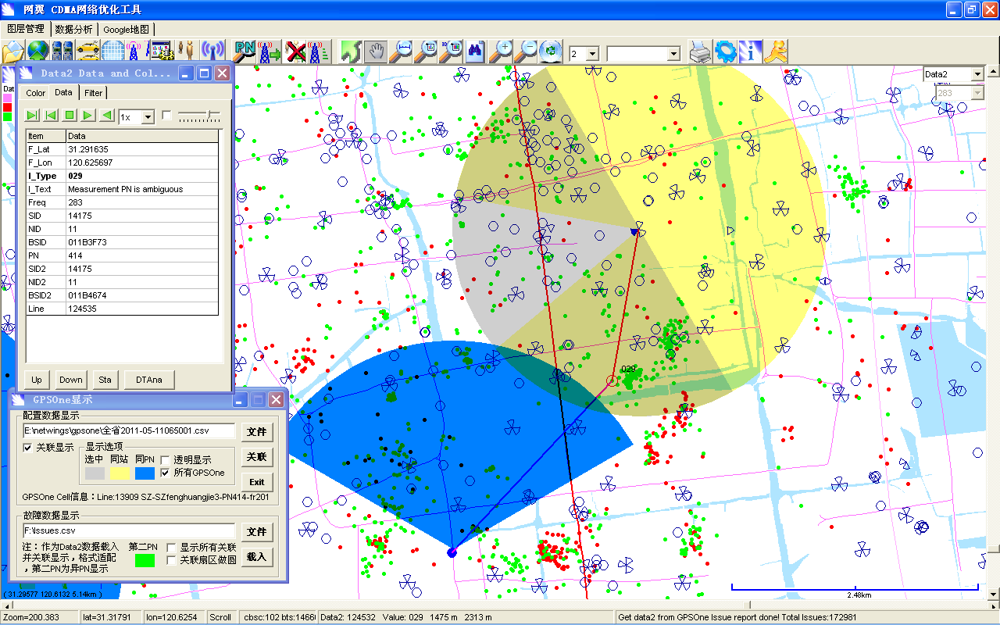 网翼 CDMA网络优化工具
图层管理 数据分析 Google地图
PN
2
Data2
283
Dat
Data2 Data and Col...
Color Data Filter
1x
Item Data
F_Lat 31.291635
F_Lon 120.625697
I_Type 029
I_Text Measurement PN is ambiguous
Freq 283
SID 14175
NID 11
BSID 011B3F73
PN 414
SID2 14175
NID2 11
BSID2 011B4674
Line 124535
Up Down Sta DTAna
029
GPSOne显示
配置数据显示
E:\netwings\gpsone\全省2011-05-11065001.csv 文件
关联显示 显示选项 关联
选中 同站 同PN 透明显示
所有GPSOne
Exit
GPSOne Cell信息：Line:13909 SZ-SZfenghuangjie3-PN414-fr201
故障数据显示
F:\Issues.csv 文件
注：作为Data2数据载入 第二PN 显示所有关联
并关联显示，格式适配 关联扇区做圆 载入
，第二PN为异PN显示
( 31.29677 120.6132 5.14km )
2.48km
Zoom=200.383 lat=31.31791 lon=120.6254 Scroll cbsc:102 bts:1466 Data2: 124532 Value: 029 1475 m 2313 m Get data2 from GPSOne Issue report done! Total Issues:172981